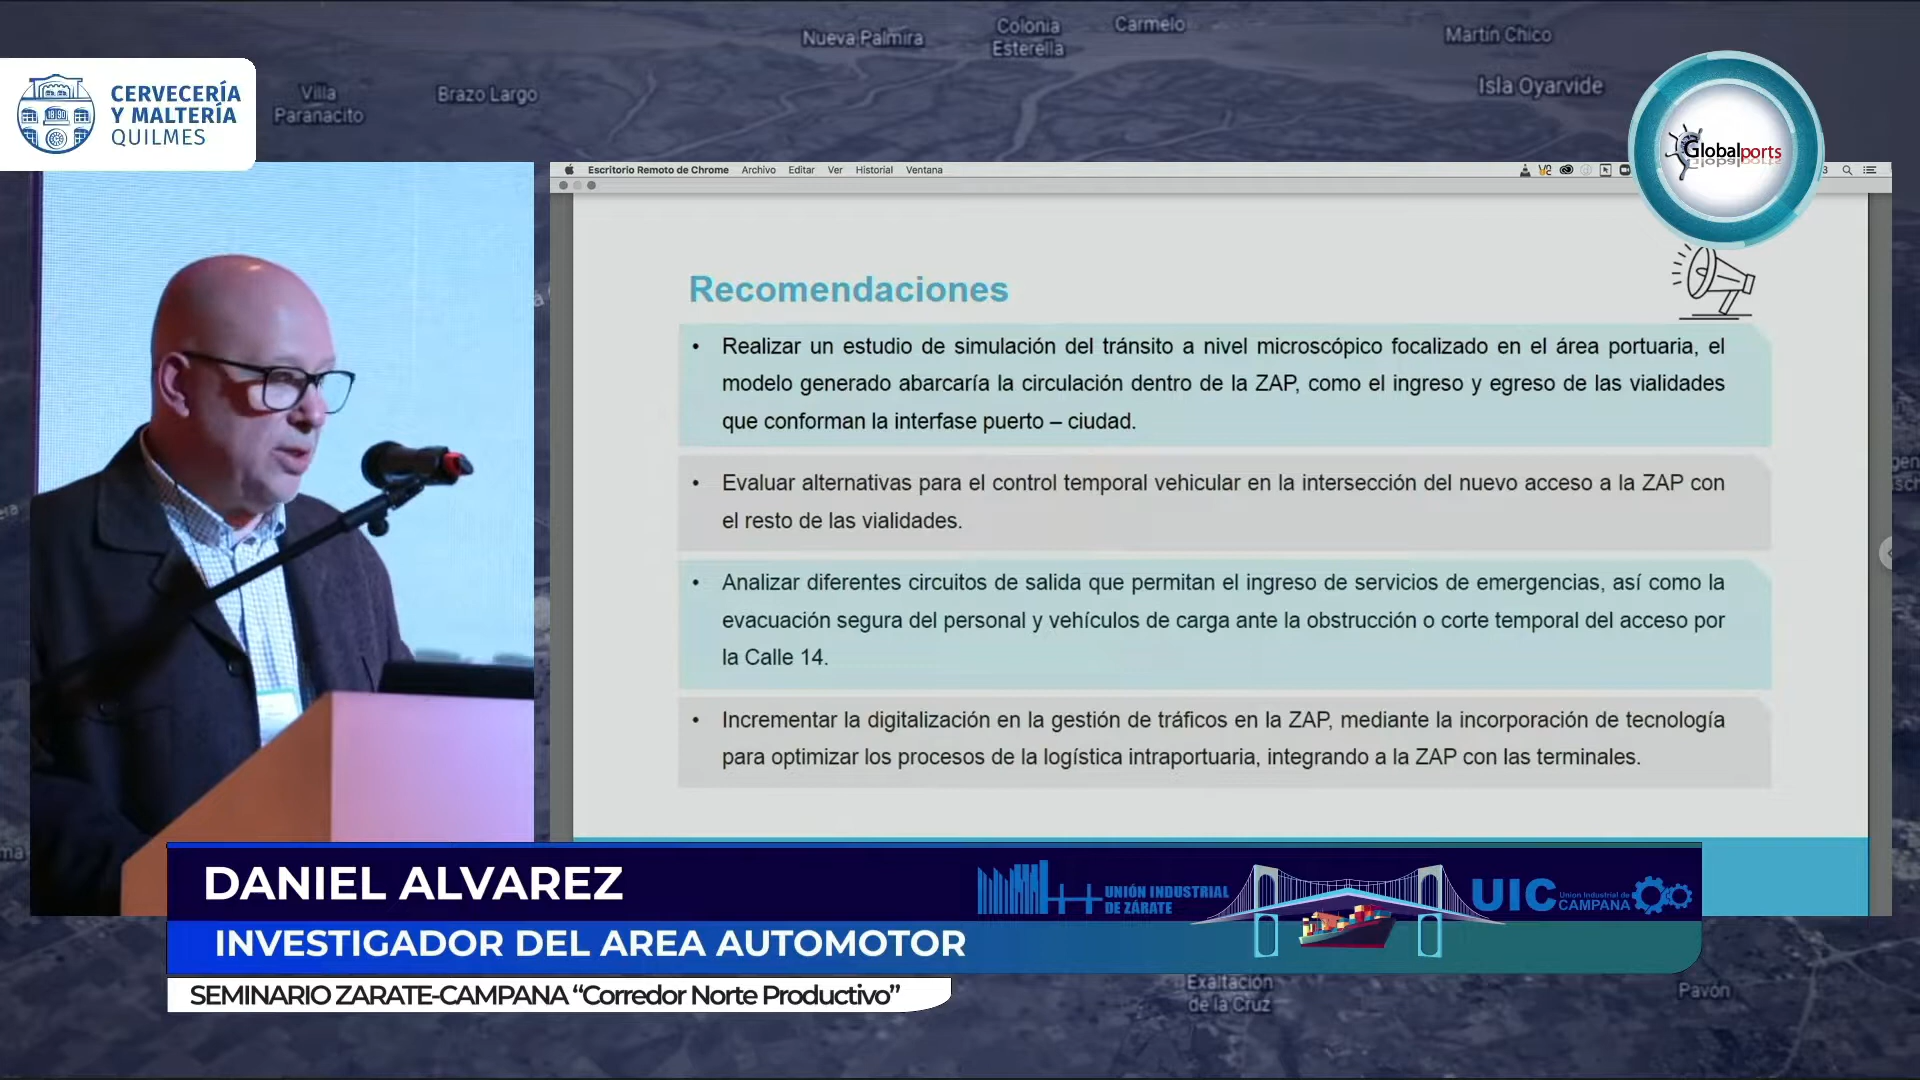 Nueva Palmira
Colonia
Esterella
Carmelo
Martín Chico
Villa
Paranacito
Brazo Largo
Isla Oyarvide
CERVECERÍA
Y MALTERÍA
QUILMES
1890
Globalports
Escritorio Remoto de Chrome Archivo Editar Ver Historial Ventana
Recomendaciones
• Realizar un estudio de simulación del tránsito a nivel microscópico focalizado en el área portuaria, el
modelo generado abarcaría la circulación dentro de la ZAP, como el ingreso y egreso de las vialidades
que conforman la interfase puerto – ciudad.
• Evaluar alternativas para el control temporal vehicular en la intersección del nuevo acceso a la ZAP con
el resto de las vialidades.
• Analizar diferentes circuitos de salida que permitan el ingreso de servicios de emergencias, así como la
evacuación segura del personal y vehículos de carga ante la obstrucción o corte temporal del acceso por
la Calle 14.
• Incrementar la digitalización en la gestión de tráficos en la ZAP, mediante la incorporación de tecnología
para optimizar los procesos de la logística intraportuaria, integrando a la ZAP con las terminales.
DANIEL ALVAREZ
UNIÓN INDUSTRIAL
DE ZÁRATE
UIC
Union Industrial de
CAMPANA
INVESTIGADOR DEL AREA AUTOMOTOR
SEMINARIO ZARATE-CAMPANA “Corredor Norte Productivo”
Exaltación
de la Cruz
Pavón